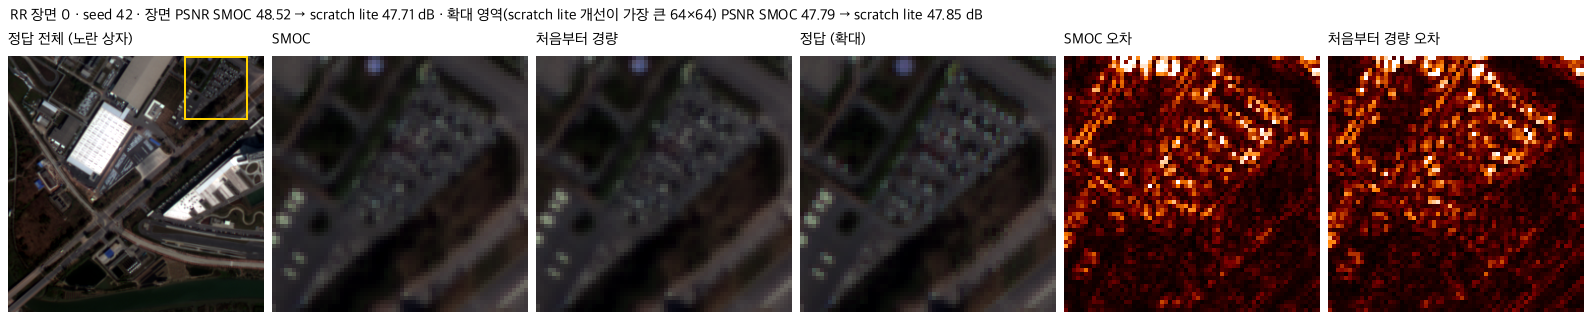 RR 장면 0 · seed 42 · 장면 PSNR SMOC 48.52 → scratch lite 47.71 dB · 확대 영역(scratch lite 개선이 가장 큰 64×64) PSNR SMOC 47.79 → scratch lite 47.85 dB
정답 전체 (노란 상자)
SMOC
처음부터 경량
정답 (확대)
SMOC 오차
처음부터 경량 오차